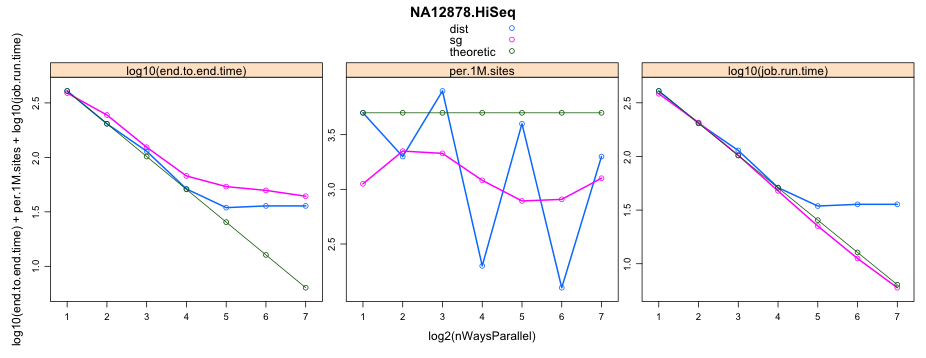 NA12878.HiSeq
dist
sg
theoretic
log10(end.to.end.time)
per.1M.sites
log10(job.run.time)
log10(end.to.end.time) + per.1M.sites + log10(job.run.time)
2.5
2.0
1.5
1.0
3.5
3.0
2.5
2.5
2.0
1.5
1.0
1 2 3 4 5 6 7
1 2 3 4 5 6 7
1 2 3 4 5 6 7
log2(nWaysParallel)